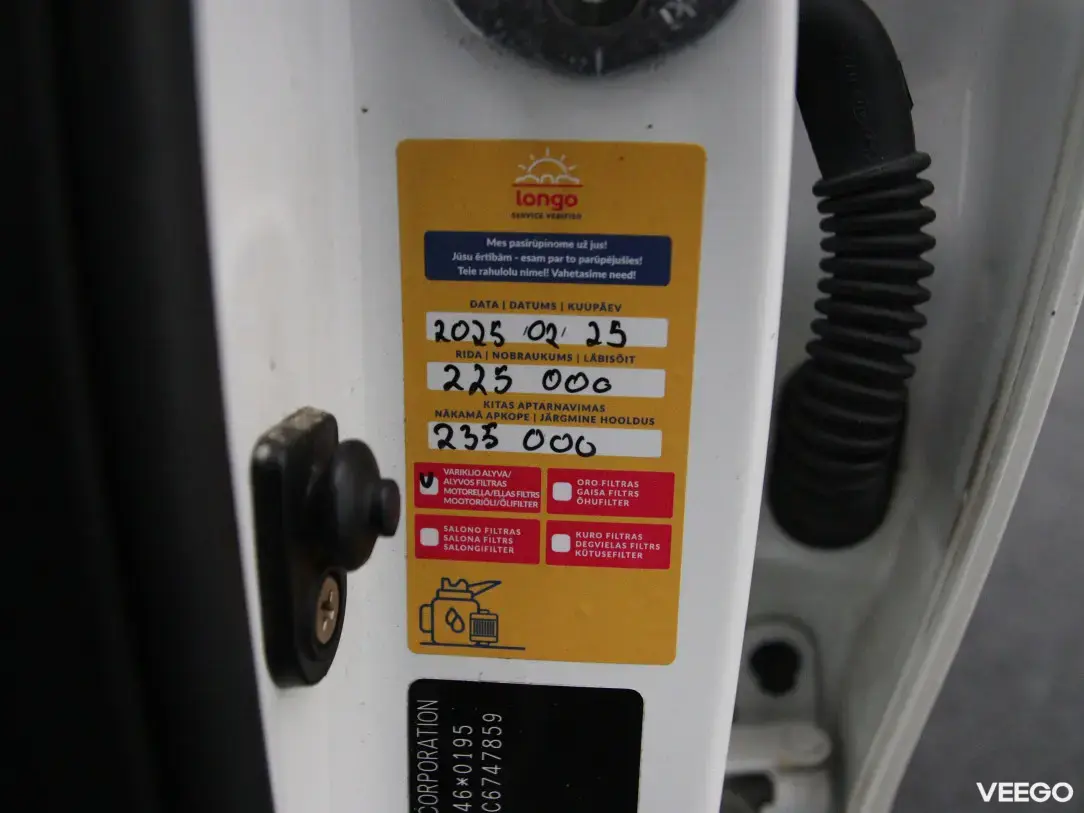 longo
SERVICE VERIFIED
Mes pasirūpinome už jus!
Jūsu ērtībām - esam par to parūpējušies!
Teie rahulolu nimel! Vahetasime need!
DATA | DATUMS | KUUPÄEV
2025 02 25
RIDA | NOBRAUKUMS | LÄBISÕIT
225 000
KITAS APTARNAVIMAS
NĀKAMĀ APKOPE | JÄRGMINE HOOLDUS
235 000
VARIKLIO ALYVA/
ALYVOS FILTRAS
MOTOREĻĻA/EĻĻAS FILTRS
MOOTORIÕLI/ÕLIFILTER
ORO FILTRAS
GAISA FILTRS
ÕHUFILTER
SALONO FILTRAS
SALONA FILTRS
SALONGIFILTER
KURO FILTRAS
DEGVIELAS FILTRS
KÜTUSEFILTER
CORPORATION
46*0195
C6747859
VEEGO